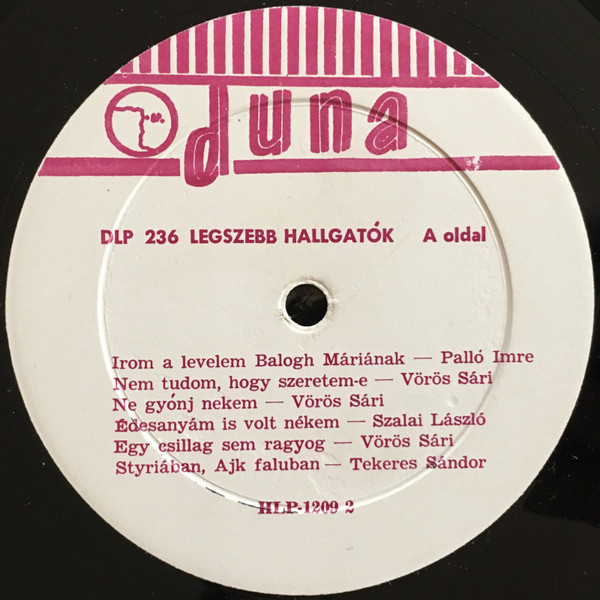 duna
DLP 236 LEGSZEBB HALLGATÓK A oldal
Irom a levelem Balogh Máriának — Palló Imre
Nem tudom, hogy szeretem-e — Vörös Sári
Ne gyónj nekem — Vörös Sári
Édesanyám is volt nékem — Szalai László
Egy csillag sem ragyog — Vörös Sári
Styriában, Ajk faluban — Tekeres Sándor
HLP-1209 2